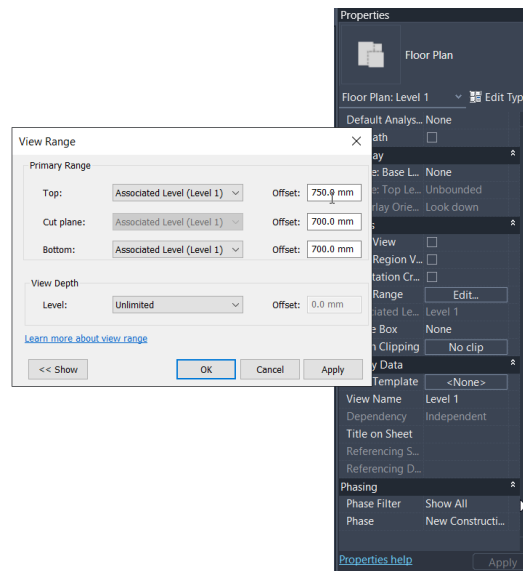 Properties
Floor Plan
Floor Plan: Level 1
Edit Typ
Default Analys... None
ath
View Range
ay
Primary Range
e: Base L... None
Top: Associated Level (Level 1) Offset: 750.0 mm
e: Top Le... Unbounded
rlay Orie... Look down
Cut plane: Associated Level (Level 1) Offset: 700.0 mm
s
View
Bottom: Associated Level (Level 1) Offset: 700.0 mm
Region V...
tation Cr...
View Depth
Range Edit...
Level: Unlimited Offset: 0.0 mm
iated Le... Level 1
e Box None
Learn more about view range
n Clipping No clip
y Data
<< Show OK Cancel Apply
Template <None>
View Name Level 1
Dependency Independent
Title on Sheet
Referencing S...
Referencing D...
Phasing
Phase Filter Show All
Phase New Constructi...
Properties help Apply